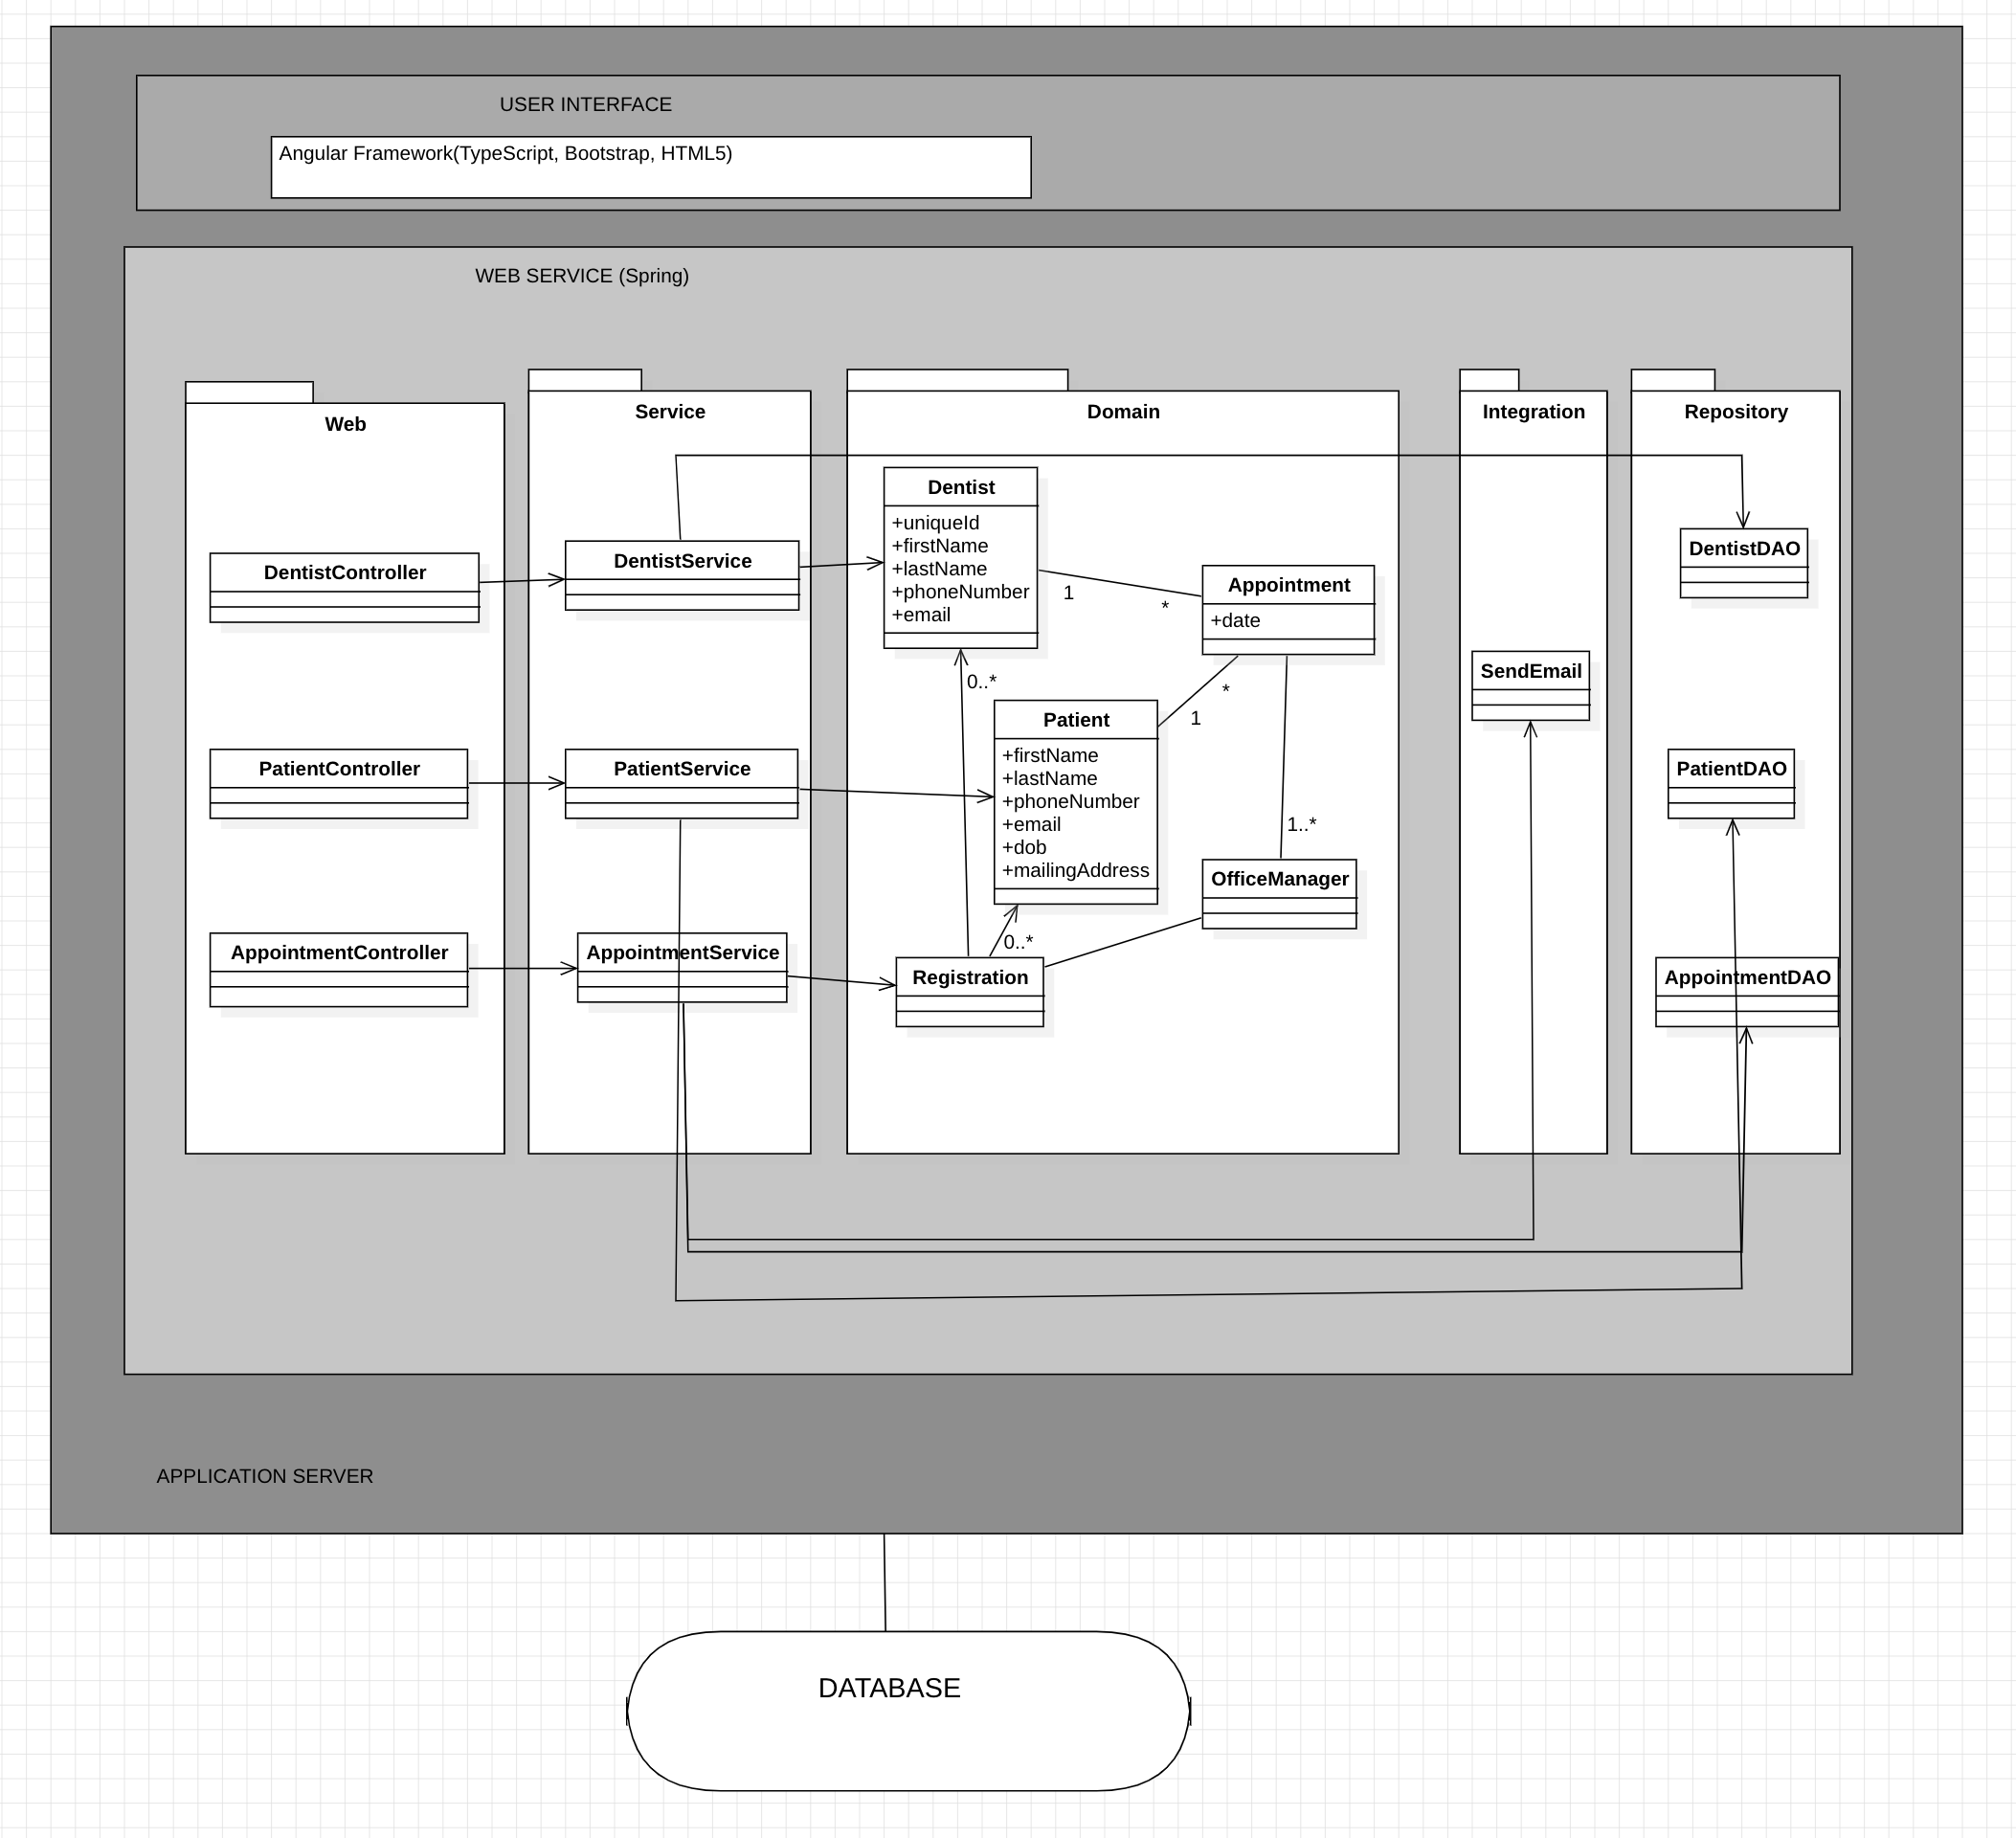 USER INTERFACE
Angular Framework(TypeScript, Bootstrap, HTML5)
WEB SERVICE (Spring)
Web
DentistController
PatientController
AppointmentController
Service
DentistService
PatientService
AppointmentService
Domain
Dentist
+uniqueId
+firstName
+lastName
+phoneNumber
+email
1
*
Appointment
+date
0..*
*
1
Patient
+firstName
+lastName
+phoneNumber
+email
+dob
+mailingAddress
1..*
OfficeManager
0..*
Registration
Integration
SendEmail
Repository
DentistDAO
PatientDAO
AppointmentDAO
APPLICATION SERVER
DATABASE